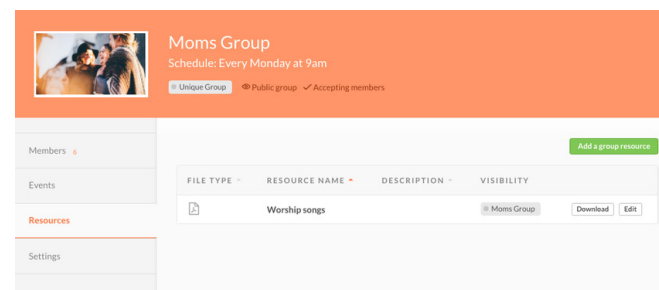 Moms Group
Schedule: Every Monday at 9am
Unique Group Public group Accepting members
Members 6
Add a group resource
Events
FILE TYPE RESOURCE NAME DESCRIPTION VISIBILITY
Resources
Worship songs Moms Group Download Edit
Settings